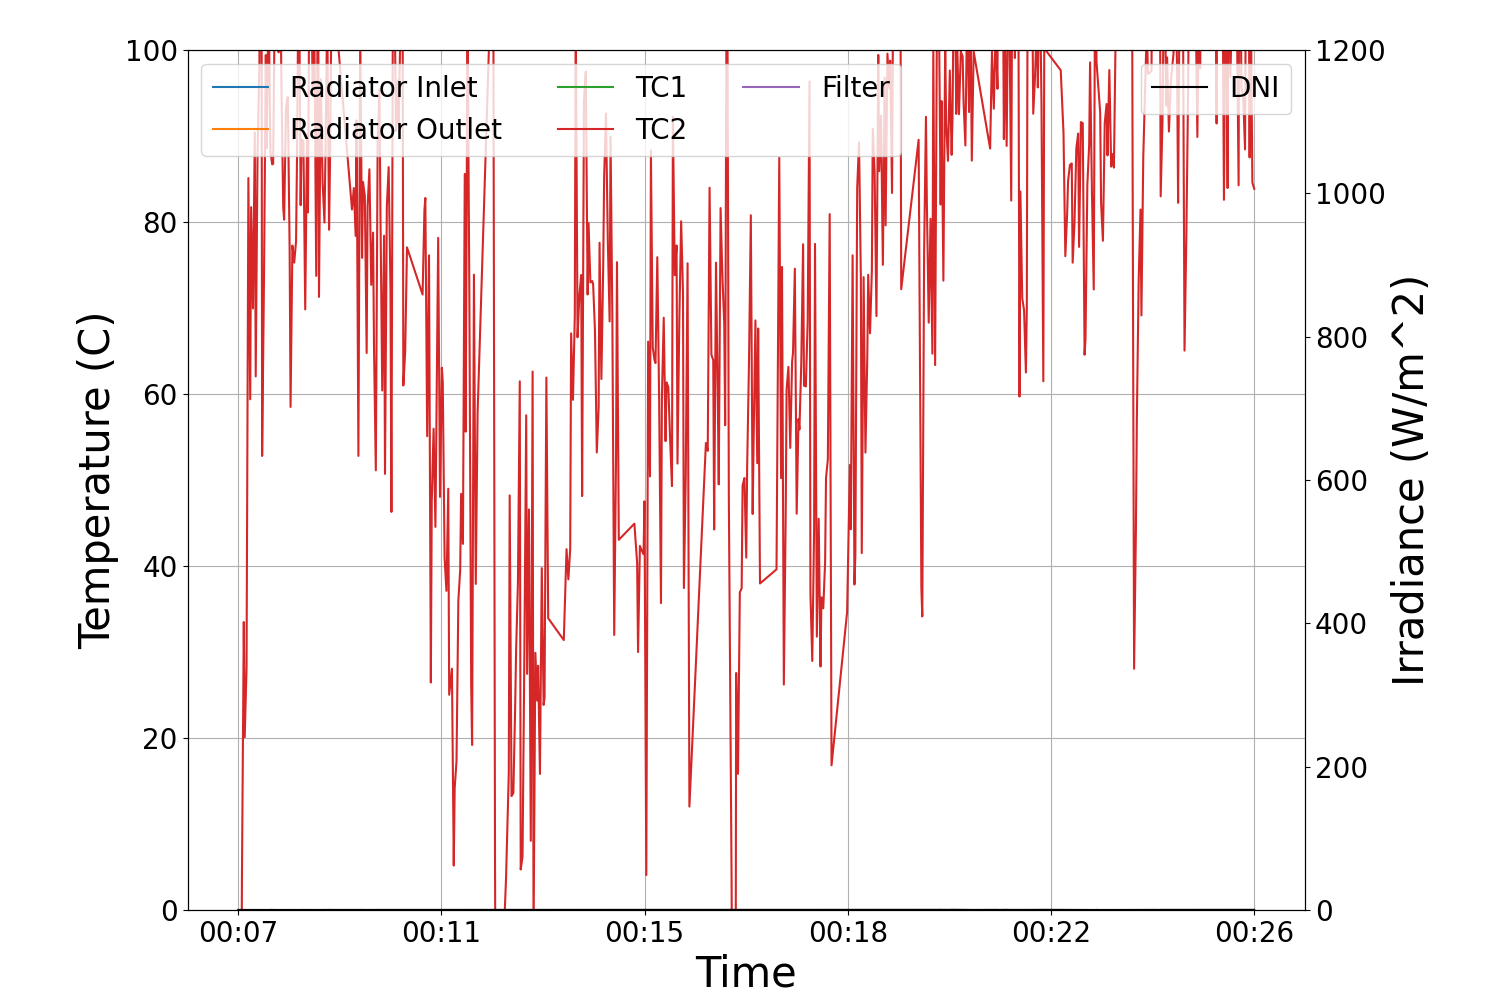 100
80
60
40
20
0
Temperature (C)
Radiator Inlet
Radiator Outlet
TC1
TC2
Filter
DNI
1200
1000
800
600
400
200
0
Irradiance (W/m^2)
00:07 00:11 00:15 00:18 00:22 00:26
Time